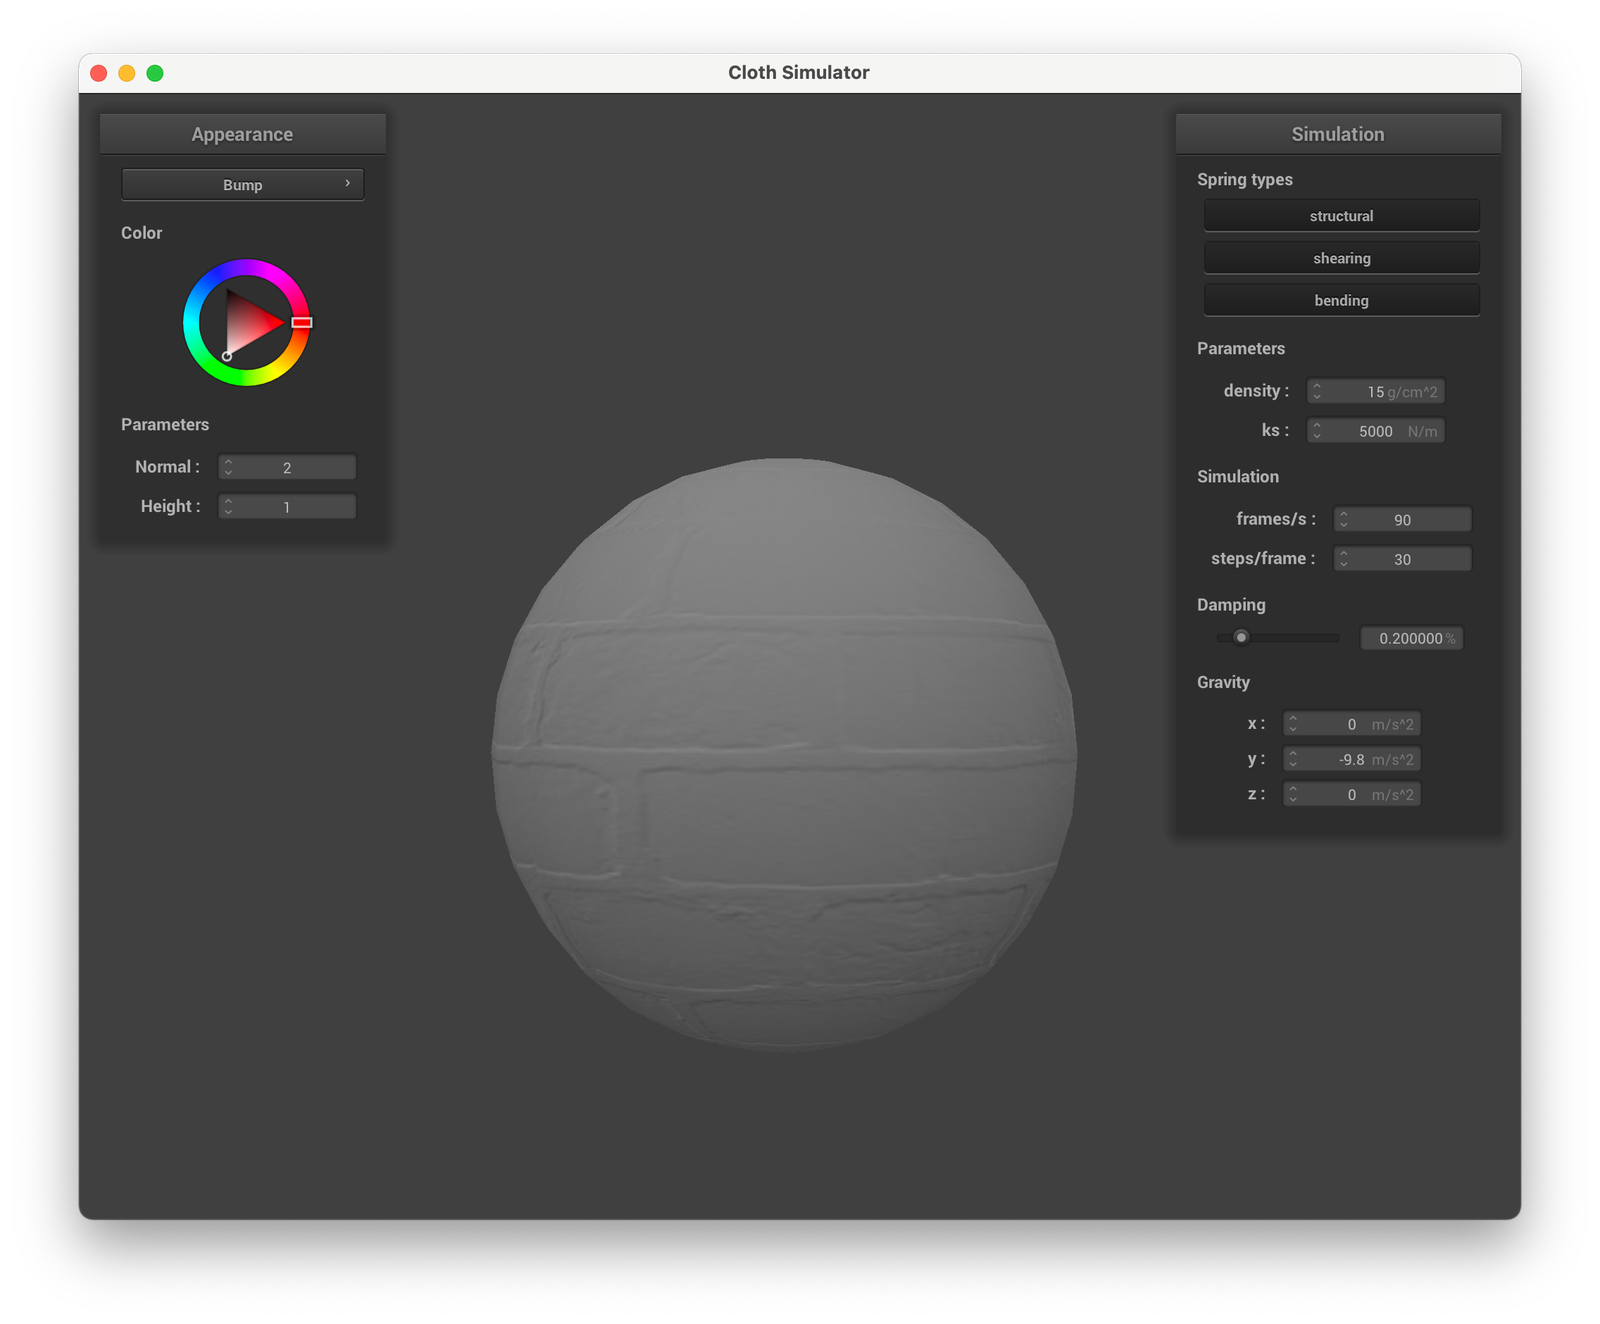 Cloth Simulator
Appearance
Bump
Color
Parameters
Normal : 2
Height : 1
Simulation
Spring types
structural
shearing
bending
Parameters
density : 15 g/cm^2
ks : 5000 N/m
Simulation
frames/s : 90
steps/frame : 30
Damping
0.200000 %
Gravity
x : 0 m/s^2
y : -9.8 m/s^2
z : 0 m/s^2